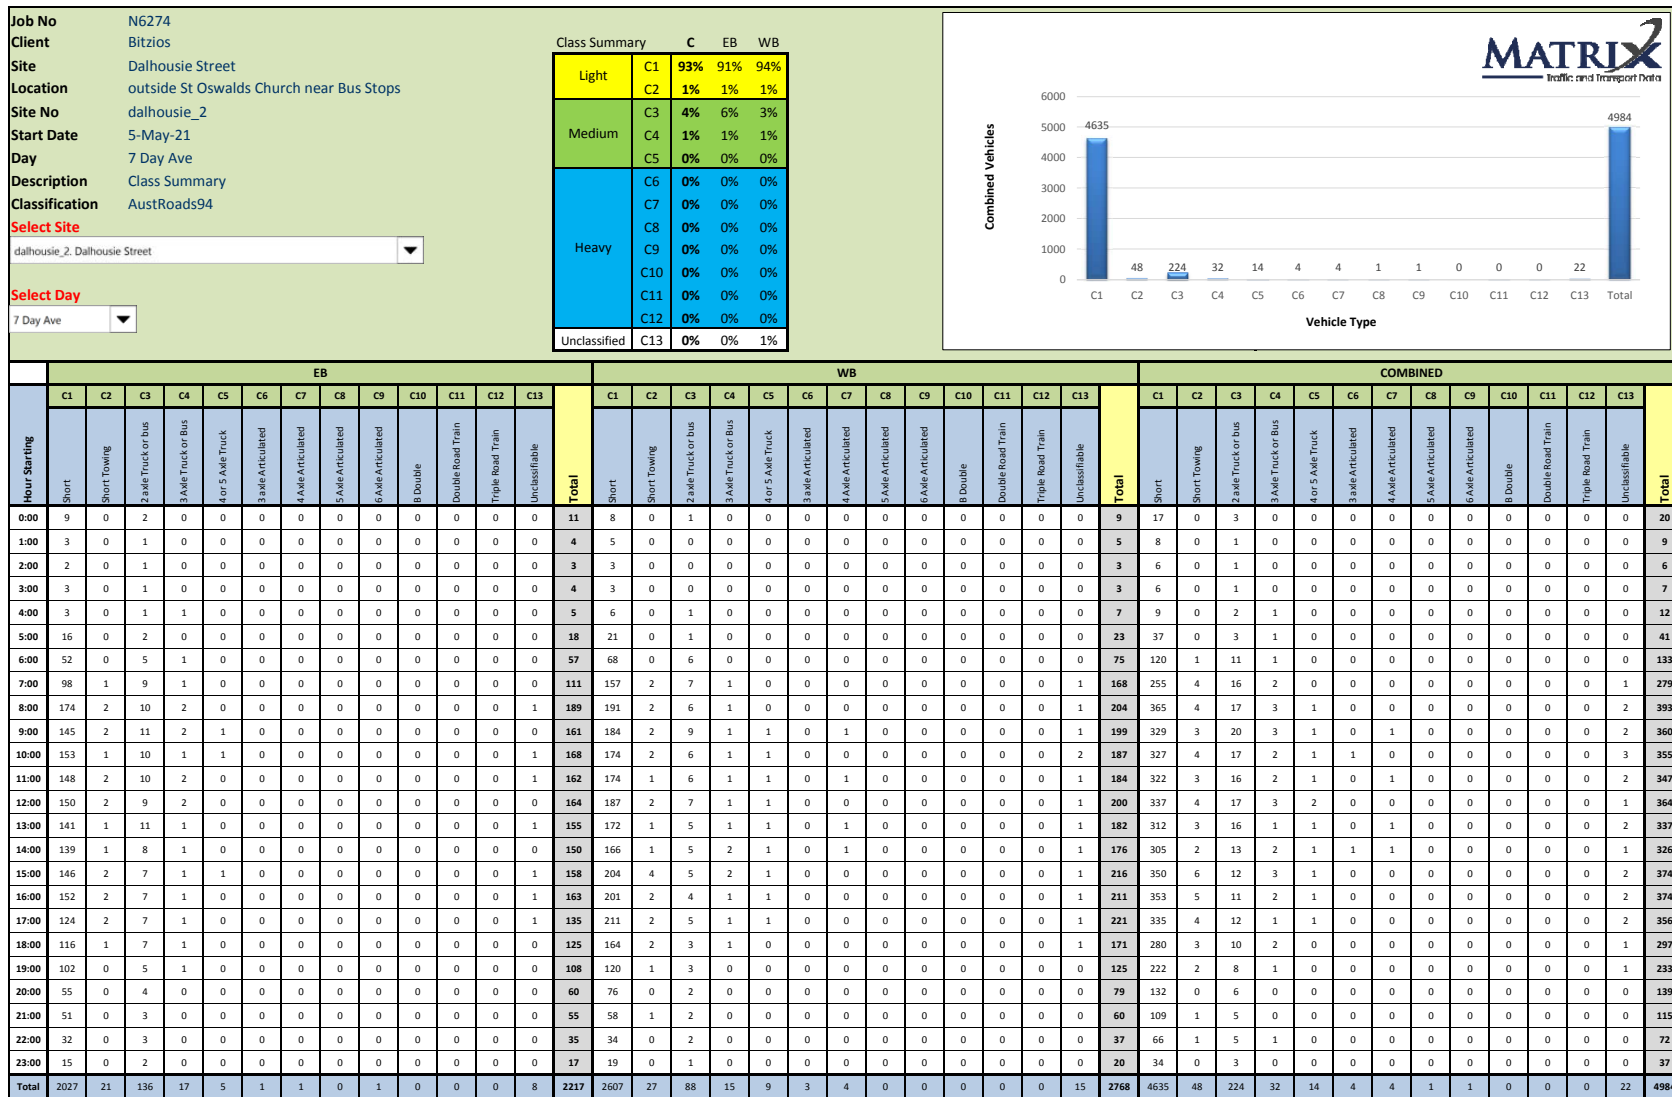 Job No N6274
Client Bitzios
Site Dalhousie Street
Location outside St Oswalds Church near Bus Stops
Site No dalhousie_2
Start Date 5-May-21
Day 7 Day Ave
Description Class Summary
Classification AustRoads94
Select Site
dalhousie_2. Dalhousie Street
Select Day
7 Day Ave
Class Summary C EB WB
Light C1 93% 91% 94%
C2 1% 1% 1%
Medium C3 4% 6% 3%
C4 1% 1% 1%
C5 0% 0% 0%
Heavy C6 0% 0% 0%
C7 0% 0% 0%
C8 0% 0% 0%
C9 0% 0% 0%
C10 0% 0% 0%
C11 0% 0% 0%
C12 0% 0% 0%
Unclassified C13 0% 0% 1%
MATRIX
Traffic and Transport Data
Combined Vehicles
6000
5000
4000
3000
2000
1000
0
4635 48 224 32 14 4 4 1 1 0 0 0 22 4984
C1 C2 C3 C4 C5 C6 C7 C8 C9 C10 C11 C12 C13 Total
Vehicle Type
EB WB COMBINED
C1 C2 C3 C4 C5 C6 C7 C8 C9 C10 C11 C12 C13 C1 C2 C3 C4 C5 C6 C7 C8 C9 C10 C11 C12 C13 C1 C2 C3 C4 C5 C6 C7 C8 C9 C10 C11 C12 C13
Hour Starting Short Short Towing 2 axle Truck or bus 3 Axle Truck or Bus 4 or 5 Axle Truck 3 axle Articulated 4 Axle Articulated 5 Axle Articulated 6 Axle Articulated B Double Double Road Train Triple Road Train Unclassifiable Total Short Short Towing 2 axle Truck or bus 3 Axle Truck or Bus 4 or 5 Axle Truck 3 axle Articulated 4 Axle Articulated 5 Axle Articulated 6 Axle Articulated B Double Double Road Train Triple Road Train Unclassifiable Total Short Short Towing 2 axle Truck or bus 3 Axle Truck or Bus 4 or 5 Axle Truck 3 axle Articulated 4 Axle Articulated 5 Axle Articulated 6 Axle Articulated B Double Double Road Train Triple Road Train Unclassifiable Total
0:00 9 0 2 0 0 0 0 0 0 0 0 0 0 11 8 0 1 0 0 0 0 0 0 0 0 0 0 9 17 0 3 0 0 0 0 0 0 0 0 0 0 20
1:00 3 0 1 0 0 0 0 0 0 0 0 0 0 4 5 0 0 0 0 0 0 0 0 0 0 0 0 5 8 0 1 0 0 0 0 0 0 0 0 0 0 9
2:00 2 0 1 0 0 0 0 0 0 0 0 0 0 3 3 0 0 0 0 0 0 0 0 0 0 0 0 3 6 0 1 0 0 0 0 0 0 0 0 0 0 6
3:00 3 0 1 0 0 0 0 0 0 0 0 0 0 4 3 0 0 0 0 0 0 0 0 0 0 0 0 3 6 0 1 0 0 0 0 0 0 0 0 0 0 7
4:00 3 0 1 1 0 0 0 0 0 0 0 0 0 5 6 0 1 0 0 0 0 0 0 0 0 0 0 7 9 0 2 1 0 0 0 0 0 0 0 0 0 12
5:00 16 0 2 0 0 0 0 0 0 0 0 0 0 18 21 0 1 0 0 0 0 0 0 0 0 0 0 23 37 0 3 1 0 0 0 0 0 0 0 0 0 41
6:00 52 0 5 1 0 0 0 0 0 0 0 0 0 57 68 0 6 0 0 0 0 0 0 0 0 0 0 75 120 1 11 1 0 0 0 0 0 0 0 0 0 133
7:00 98 1 9 1 0 0 0 0 0 0 0 0 0 111 157 2 7 1 0 0 0 0 0 0 0 0 1 168 255 4 16 2 0 0 0 0 0 0 0 0 1 279
8:00 174 2 10 2 0 0 0 0 0 0 0 0 1 189 191 2 6 1 0 0 0 0 0 0 0 0 1 204 365 4 17 3 1 0 0 0 0 0 0 0 2 393
9:00 145 2 11 2 1 0 0 0 0 0 0 0 0 161 184 2 9 1 1 0 1 0 0 0 0 0 1 199 329 3 20 3 1 0 1 0 0 0 0 0 2 360
10:00 153 1 10 1 1 0 0 0 0 0 0 0 1 168 174 2 6 1 1 0 0 0 0 0 0 0 2 187 327 4 17 2 1 1 0 0 0 0 0 0 3 355
11:00 148 2 10 2 0 0 0 0 0 0 0 0 1 162 174 1 6 1 1 0 1 0 0 0 0 0 1 184 322 3 16 2 1 0 1 0 0 0 0 0 2 347
12:00 150 2 9 2 0 0 0 0 0 0 0 0 0 164 187 2 7 1 1 0 0 0 0 0 0 0 1 200 337 4 17 3 2 0 0 0 0 0 0 0 1 364
13:00 141 1 11 1 0 0 0 0 0 0 0 0 1 155 172 1 5 1 1 0 1 0 0 0 0 0 1 182 312 3 16 1 1 0 1 0 0 0 0 0 2 337
14:00 139 1 8 1 0 0 0 0 0 0 0 0 0 150 166 1 5 2 1 0 1 0 0 0 0 0 1 176 305 2 13 2 1 1 1 0 0 0 0 0 1 326
15:00 146 2 7 1 1 0 0 0 0 0 0 0 1 158 204 4 5 2 1 0 0 0 0 0 0 0 1 216 350 6 12 3 1 0 0 0 0 0 0 0 2 374
16:00 152 2 7 1 0 0 0 0 0 0 0 0 1 163 201 2 4 1 1 0 0 0 0 0 0 0 1 211 353 5 11 2 1 0 0 0 0 0 0 0 2 374
17:00 124 2 7 1 0 0 0 0 0 0 0 0 1 135 211 2 5 1 1 0 0 0 0 0 0 0 1 221 335 4 12 1 1 0 0 0 0 0 0 0 2 356
18:00 116 1 7 1 0 0 0 0 0 0 0 0 0 125 164 2 3 1 0 0 0 0 0 0 0 0 1 171 280 3 10 2 0 0 0 0 0 0 0 0 1 297
19:00 102 0 5 1 0 0 0 0 0 0 0 0 0 108 120 1 3 0 0 0 0 0 0 0 0 0 0 125 222 2 8 1 0 0 0 0 0 0 0 0 1 233
20:00 55 0 4 0 0 0 0 0 0 0 0 0 0 60 76 0 2 0 0 0 0 0 0 0 0 0 0 79 132 0 6 0 0 0 0 0 0 0 0 0 0 139
21:00 51 0 3 0 0 0 0 0 0 0 0 0 0 55 58 1 2 0 0 0 0 0 0 0 0 0 0 60 109 1 5 0 0 0 0 0 0 0 0 0 0 115
22:00 32 0 3 0 0 0 0 0 0 0 0 0 0 35 34 0 2 0 0 0 0 0 0 0 0 0 0 37 66 1 5 1 0 0 0 0 0 0 0 0 0 72
23:00 15 0 2 0 0 0 0 0 0 0 0 0 0 17 19 0 1 0 0 0 0 0 0 0 0 0 0 20 34 0 3 0 0 0 0 0 0 0 0 0 0 37
Total 2027 21 136 17 5 1 1 0 1 0 0 0 8 2217 2607 27 88 15 9 3 4 0 0 0 0 0 15 2768 4635 48 224 32 14 4 4 1 1 0 0 0 22 4984